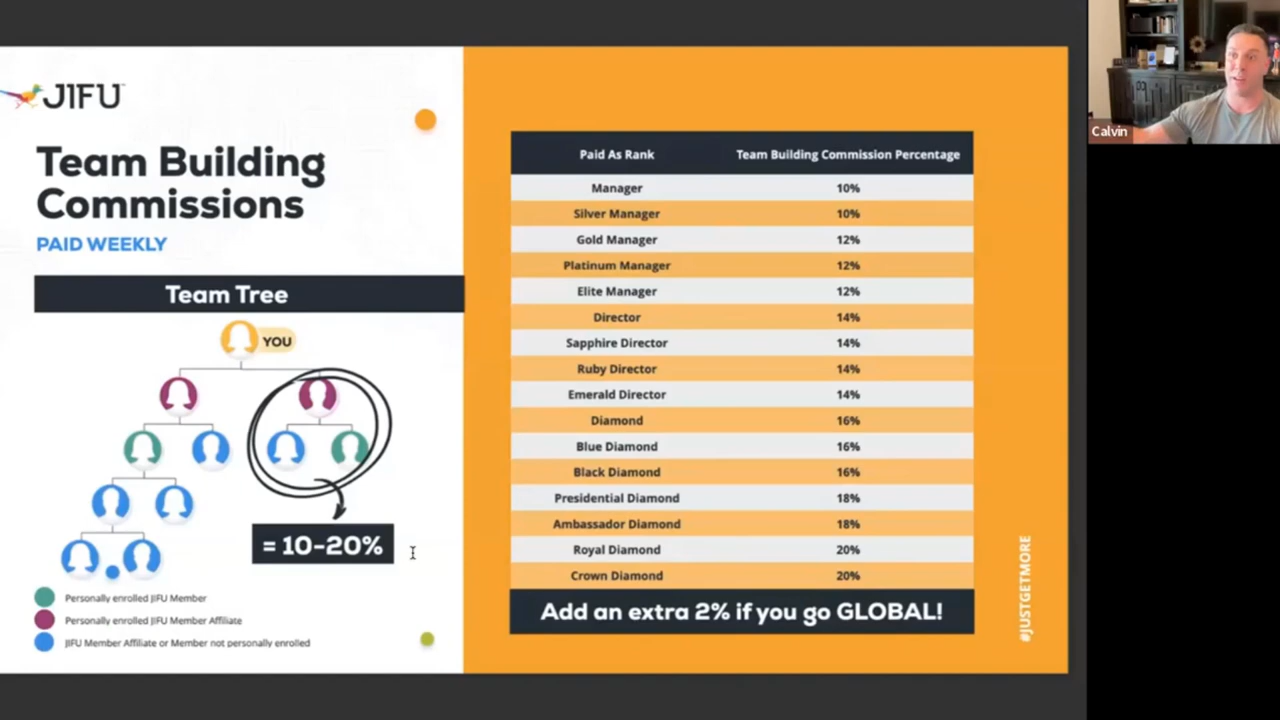 JIFU
Team Building
Commissions
PAID WEEKLY
Team Tree
YOU
= 10-20%
Personally enrolled JIFU Member
Personally enrolled JIFU Member Affiliate
JIFU Member Affiliate or Member not personally enrolled
Paid As Rank Team Building Commission Percentage
Manager 10%
Silver Manager 10%
Gold Manager 12%
Platinum Manager 12%
Elite Manager 12%
Director 14%
Sapphire Director 14%
Ruby Director 14%
Emerald Director 14%
Diamond 16%
Blue Diamond 16%
Black Diamond 16%
Presidential Diamond 18%
Ambassador Diamond 18%
Royal Diamond 20%
Crown Diamond 20%
Add an extra 2% if you go GLOBAL!
#JUSTGETMORE
Calvin